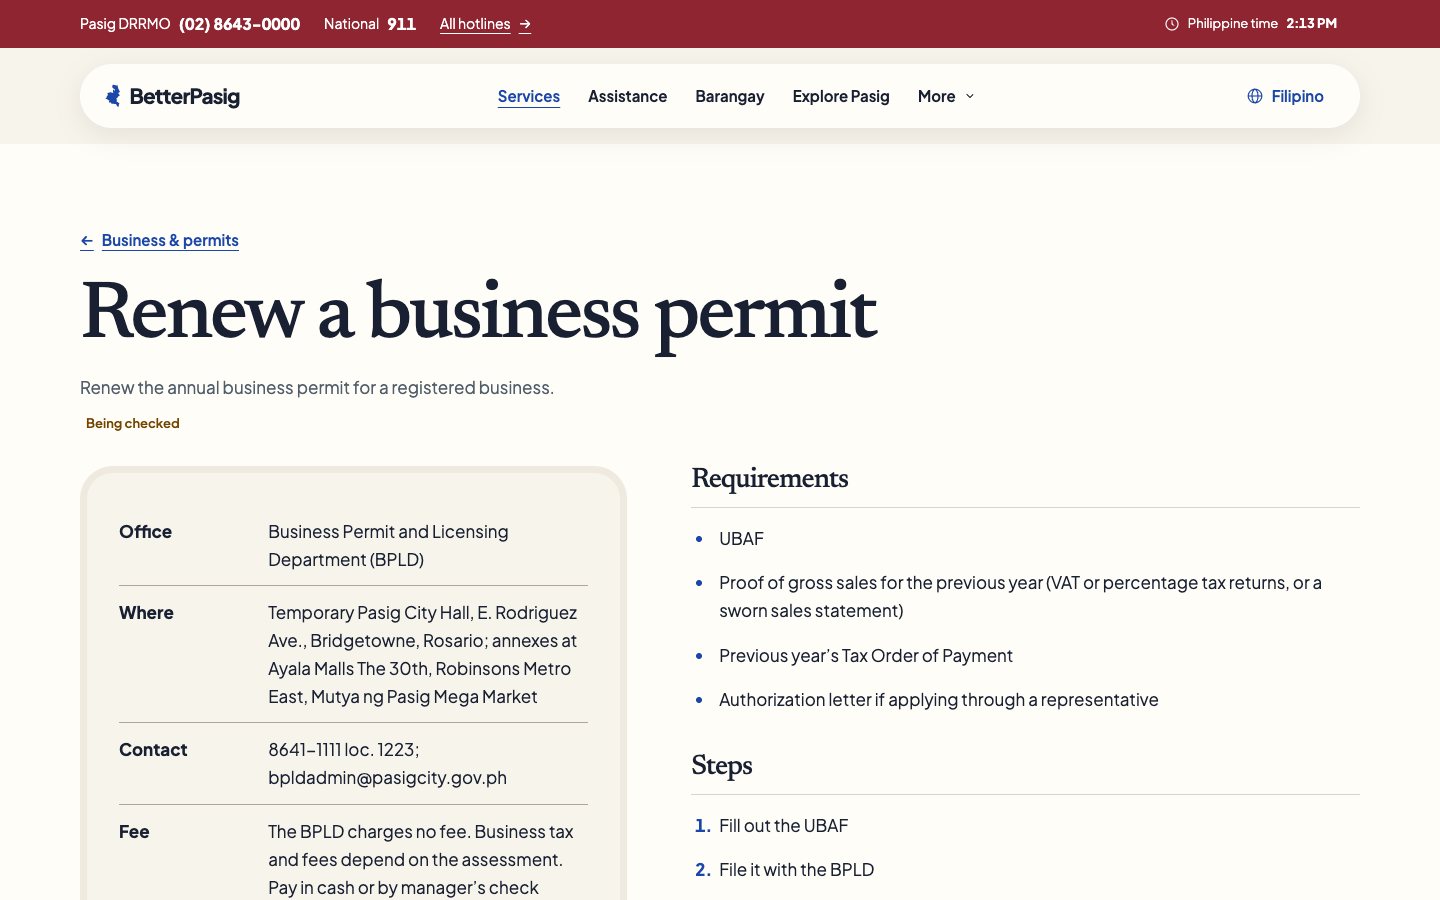 Pasig DRRMO (02) 8643-0000 National 911 All hotlines →
Philippine time 2:13 PM
BetterPasig
Services Assistance Barangay Explore Pasig More
Filipino
← Business & permits
Renew a business permit
Renew the annual business permit for a registered business.
Being checked
Office
Business Permit and Licensing
Department (BPLD)
Where
Temporary Pasig City Hall, E. Rodriguez
Ave., Bridgetowne, Rosario; annexes at
Ayala Malls The 30th, Robinsons Metro
East, Mutya ng Pasig Mega Market
Contact
8641-1111 loc. 1223;
bpldadmin@pasigcity.gov.ph
Fee
The BPLD charges no fee. Business tax
and fees depend on the assessment.
Pay in cash or by manager’s check
Requirements
• UBAF
• Proof of gross sales for the previous year (VAT or percentage tax returns, or a
sworn sales statement)
• Previous year’s Tax Order of Payment
• Authorization letter if applying through a representative
Steps
1. Fill out the UBAF
2. File it with the BPLD